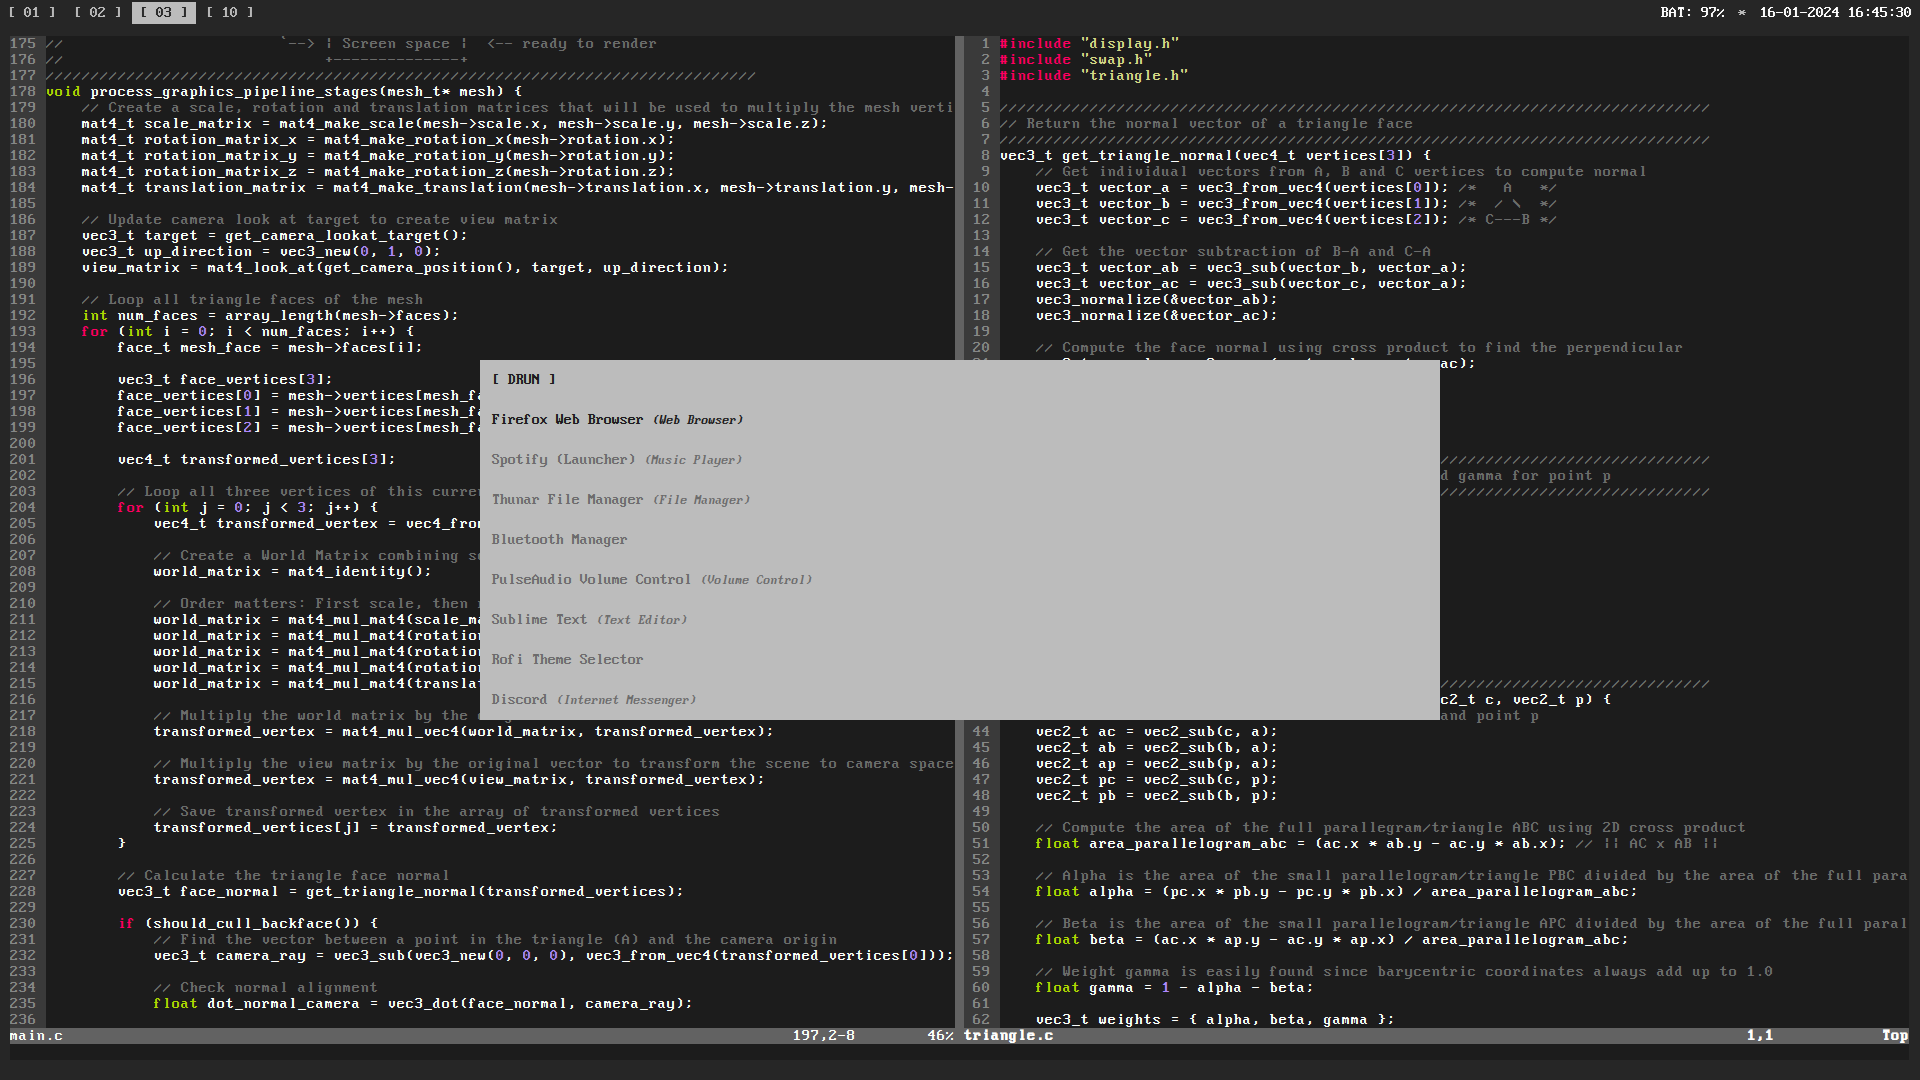 [ 01 ] [ 02 ] [ 03 ] [ 10 ]
BAT: 97% * 16-01-2024 16:45:30
175 //                        `--> | Screen space |  <-- ready to render
176 //                             +--------------+
177 ///////////////////////////////////////////////////////////////////////////////
178 void process_graphics_pipeline_stages(mesh_t* mesh) {
179     // Create a scale, rotation and translation matrices that will be used to multiply the mesh verti
180     mat4_t scale_matrix = mat4_make_scale(mesh->scale.x, mesh->scale.y, mesh->scale.z);
181     mat4_t rotation_matrix_x = mat4_make_rotation_x(mesh->rotation.x);
182     mat4_t rotation_matrix_y = mat4_make_rotation_y(mesh->rotation.y);
183     mat4_t rotation_matrix_z = mat4_make_rotation_z(mesh->rotation.z);
184     mat4_t translation_matrix = mat4_make_translation(mesh->translation.x, mesh->translation.y, mesh-
185
186     // Update camera look at target to create view matrix
187     vec3_t target = get_camera_lookat_target();
188     vec3_t up_direction = vec3_new(0, 1, 0);
189     view_matrix = mat4_look_at(get_camera_position(), target, up_direction);
190
191     // Loop all triangle faces of the mesh
192     int num_faces = array_length(mesh->faces);
193     for (int i = 0; i < num_faces; i++) {
194         face_t mesh_face = mesh->faces[i];
195
196         vec3_t face_vertices[3];
197         face_vertices[0] = mesh->vertices[mesh_fa
198         face_vertices[1] = mesh->vertices[mesh_fa
199         face_vertices[2] = mesh->vertices[mesh_fa
200
201         vec4_t transformed_vertices[3];
202
203         // Loop all three vertices of this curre
204         for (int j = 0; j < 3; j++) {
205             vec4_t transformed_vertex = vec4_fro
206
207             // Create a World Matrix combining s
208             world_matrix = mat4_identity();
209
210             // Order matters: First scale, then
211             world_matrix = mat4_mul_mat4(scale_ma
212             world_matrix = mat4_mul_mat4(rotation
213             world_matrix = mat4_mul_mat4(rotation
214             world_matrix = mat4_mul_mat4(rotation
215             world_matrix = mat4_mul_mat4(transla
216
217             // Multiply the world matrix by the
218             transformed_vertex = mat4_mul_vec4(world_matrix, transformed_vertex);
219
220             // Multiply the view matrix by the original vector to transform the scene to camera space
221             transformed_vertex = mat4_mul_vec4(view_matrix, transformed_vertex);
222
223             // Save transformed vertex in the array of transformed vertices
224             transformed_vertices[j] = transformed_vertex;
225         }
226
227         // Calculate the triangle face normal
228         vec3_t face_normal = get_triangle_normal(transformed_vertices);
229
230         if (should_cull_backface()) {
231             // Find the vector between a point in the triangle (A) and the camera origin
232             vec3_t camera_ray = vec3_sub(vec3_new(0, 0, 0), vec3_from_vec4(transformed_vertices[0]));
233
234             // Check normal alignment
235             float dot_normal_camera = vec3_dot(face_normal, camera_ray);
236
main.c 197,2-8 46%
[ DRUN ]
Firefox Web Browser (Web Browser)
Spotify (Launcher) (Music Player)
Thunar File Manager (File Manager)
Bluetooth Manager
PulseAudio Volume Control (Volume Control)
Sublime Text (Text Editor)
Rofi Theme Selector
Discord (Internet Messenger)
1 #include "display.h"
2 #include "swap.h"
3 #include "triangle.h"
4
5 ///////////////////////////////////////////////////////////////////////////////
6 // Return the normal vector of a triangle face
7 ///////////////////////////////////////////////////////////////////////////////
8 vec3_t get_triangle_normal(vec4_t vertices[3]) {
9     // Get individual vectors from A, B and C vertices to compute normal
10     vec3_t vector_a = vec3_from_vec4(vertices[0]); /*   A   */
11     vec3_t vector_b = vec3_from_vec4(vertices[1]); /*  / \  */
12     vec3_t vector_c = vec3_from_vec4(vertices[2]); /* C---B */
13
14     // Get the vector subtraction of B-A and C-A
15     vec3_t vector_ab = vec3_sub(vector_b, vector_a);
16     vec3_t vector_ac = vec3_sub(vector_c, vector_a);
17     vec3_normalize(&vector_ab);
18     vec3_normalize(&vector_ac);
19
20     // Compute the face normal using cross product to find the perpendicular
ac);
//////////////////////////////
d gamma for point p
//////////////////////////////
//////////////////////////////
c2_t c, vec2_t p) {
and point p
44     vec2_t ac = vec2_sub(c, a);
45     vec2_t ab = vec2_sub(b, a);
46     vec2_t ap = vec2_sub(p, a);
47     vec2_t pc = vec2_sub(c, p);
48     vec2_t pb = vec2_sub(b, p);
49
50     // Compute the area of the full parallegram/triangle ABC using 2D cross product
51     float area_parallelogram_abc = (ac.x * ab.y - ac.y * ab.x); // || AC x AB ||
52
53     // Alpha is the area of the small parallelogram/triangle PBC divided by the area of the full para
54     float alpha = (pc.x * pb.y - pc.y * pb.x) / area_parallelogram_abc;
55
56     // Beta is the area of the small parallelogram/triangle APC divided by the area of the full paral
57     float beta = (ac.x * ap.y - ac.y * ap.x) / area_parallelogram_abc;
58
59     // Weight gamma is easily found since barycentric coordinates always add up to 1.0
60     float gamma = 1 - alpha - beta;
61
62     vec3_t weights = { alpha, beta, gamma };
triangle.c 1,1 Top